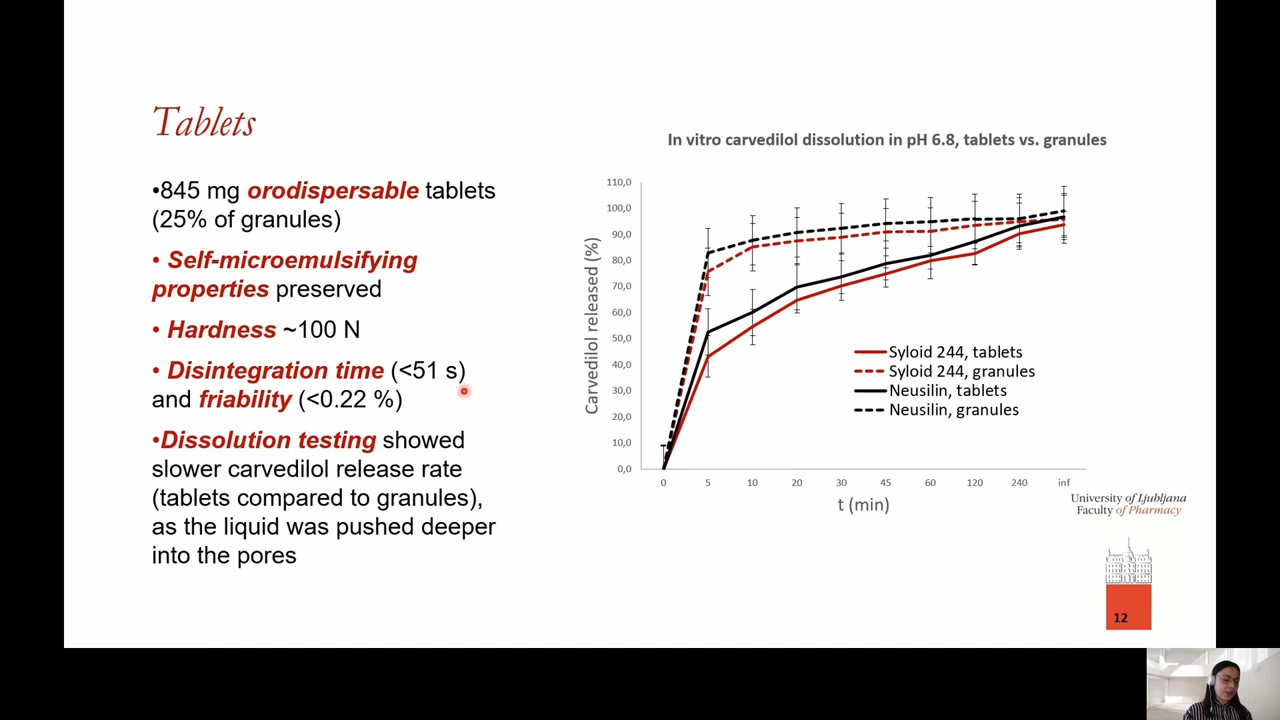 Tablets
•845 mg orodispersable tablets
(25% of granules)
• Self-microemulsifying
properties preserved
• Hardness ~100 N
• Disintegration time (<51 s)
and friability (<0.22 %)
•Dissolution testing showed
slower carvedilol release rate
(tablets compared to granules),
as the liquid was pushed deeper
into the pores
In vitro carvedilol dissolution in pH 6.8, tablets vs. granules
Carvedilol released (%)
110,0
100,0
90,0
80,0
70,0
60,0
50,0
40,0
30,0
20,0
10,0
0,0
Syloid 244, tablets
Syloid 244, granules
Neusilin, tablets
Neusilin, granules
0 5 10 20 30 45 60 120 240 inf
t (min)
University of Ljubljana
Faculty of Pharmacy
12